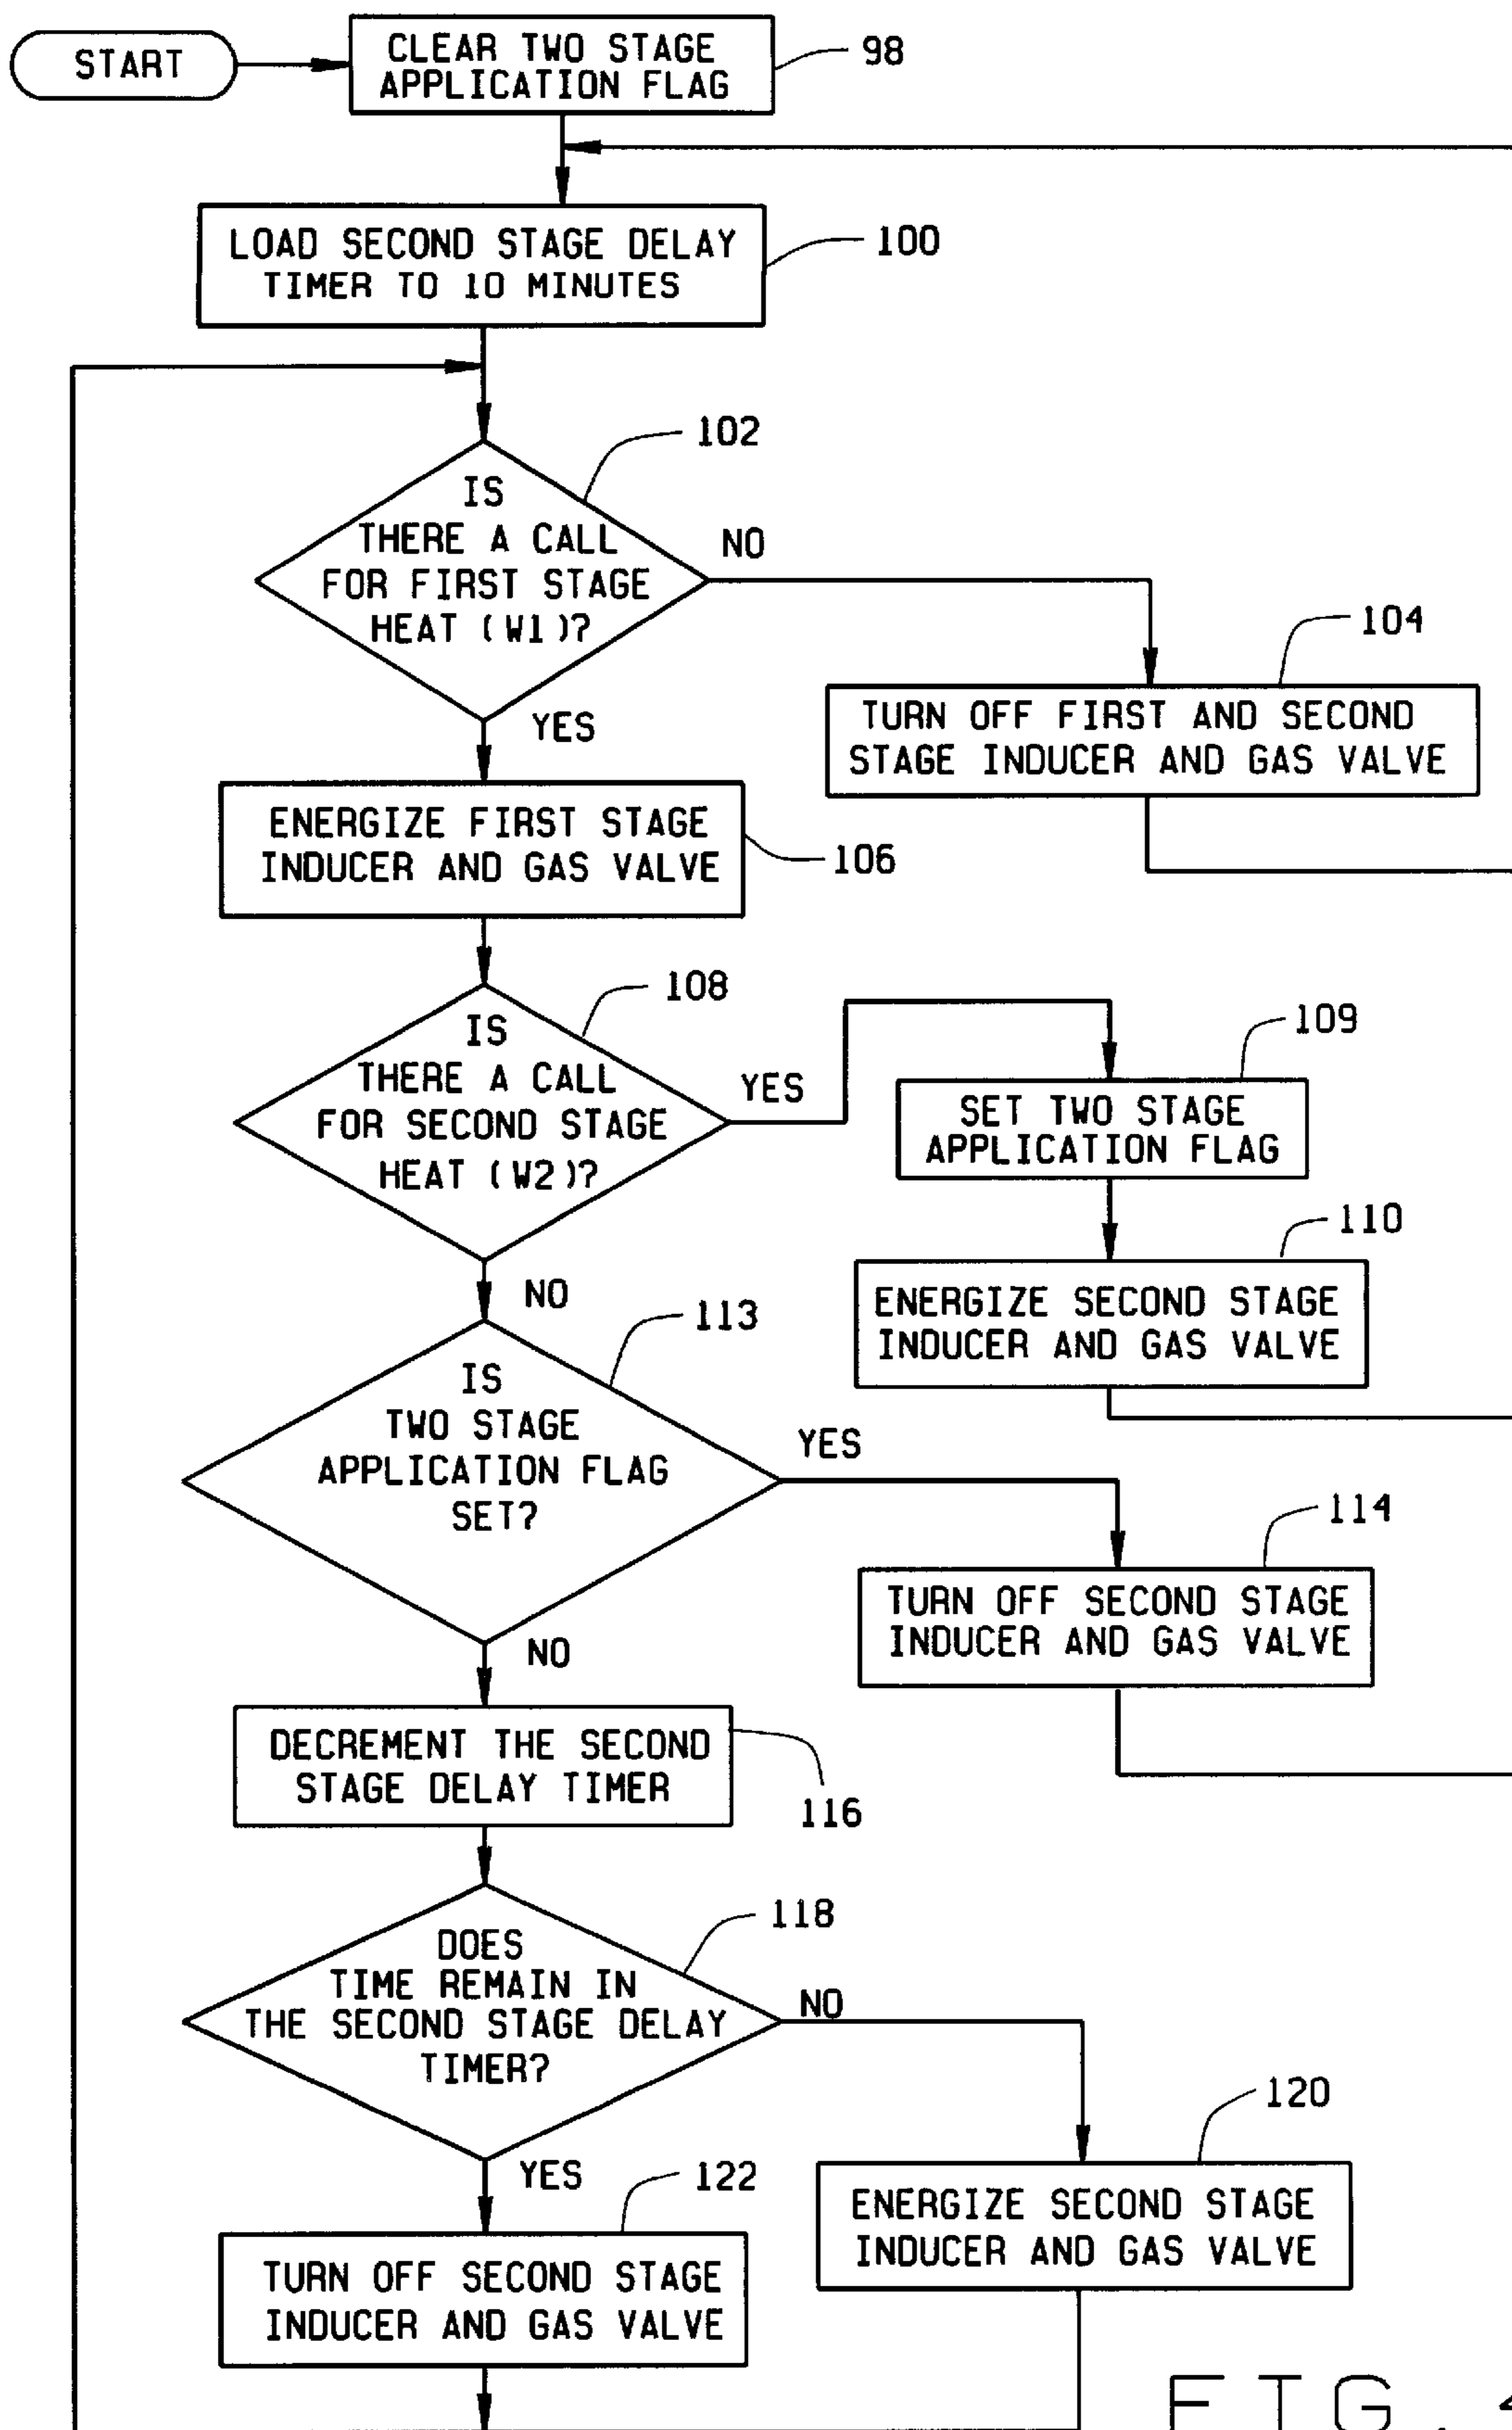 START
CLEAR TWO STAGE
APPLICATION FLAG
98
LOAD SECOND STAGE DELAY
TIMER TO 10 MINUTES
100
102
IS
THERE A CALL
FOR FIRST STAGE
HEAT (W1)?
NO
YES
104
TURN OFF FIRST AND SECOND
STAGE INDUCER AND GAS VALVE
ENERGIZE FIRST STAGE
INDUCER AND GAS VALVE
106
108
IS
THERE A CALL
FOR SECOND STAGE
HEAT (W2)?
YES
NO
109
SET TWO STAGE
APPLICATION FLAG
110
ENERGIZE SECOND STAGE
INDUCER AND GAS VALVE
113
IS
TWO STAGE
APPLICATION FLAG
SET?
YES
NO
114
TURN OFF SECOND STAGE
INDUCER AND GAS VALVE
DECREMENT THE SECOND
STAGE DELAY TIMER
116
118
DOES
TIME REMAIN IN
THE SECOND STAGE DELAY
TIMER?
NO
YES
120
ENERGIZE SECOND STAGE
INDUCER AND GAS VALVE
122
TURN OFF SECOND STAGE
INDUCER AND GAS VALVE
FIG.